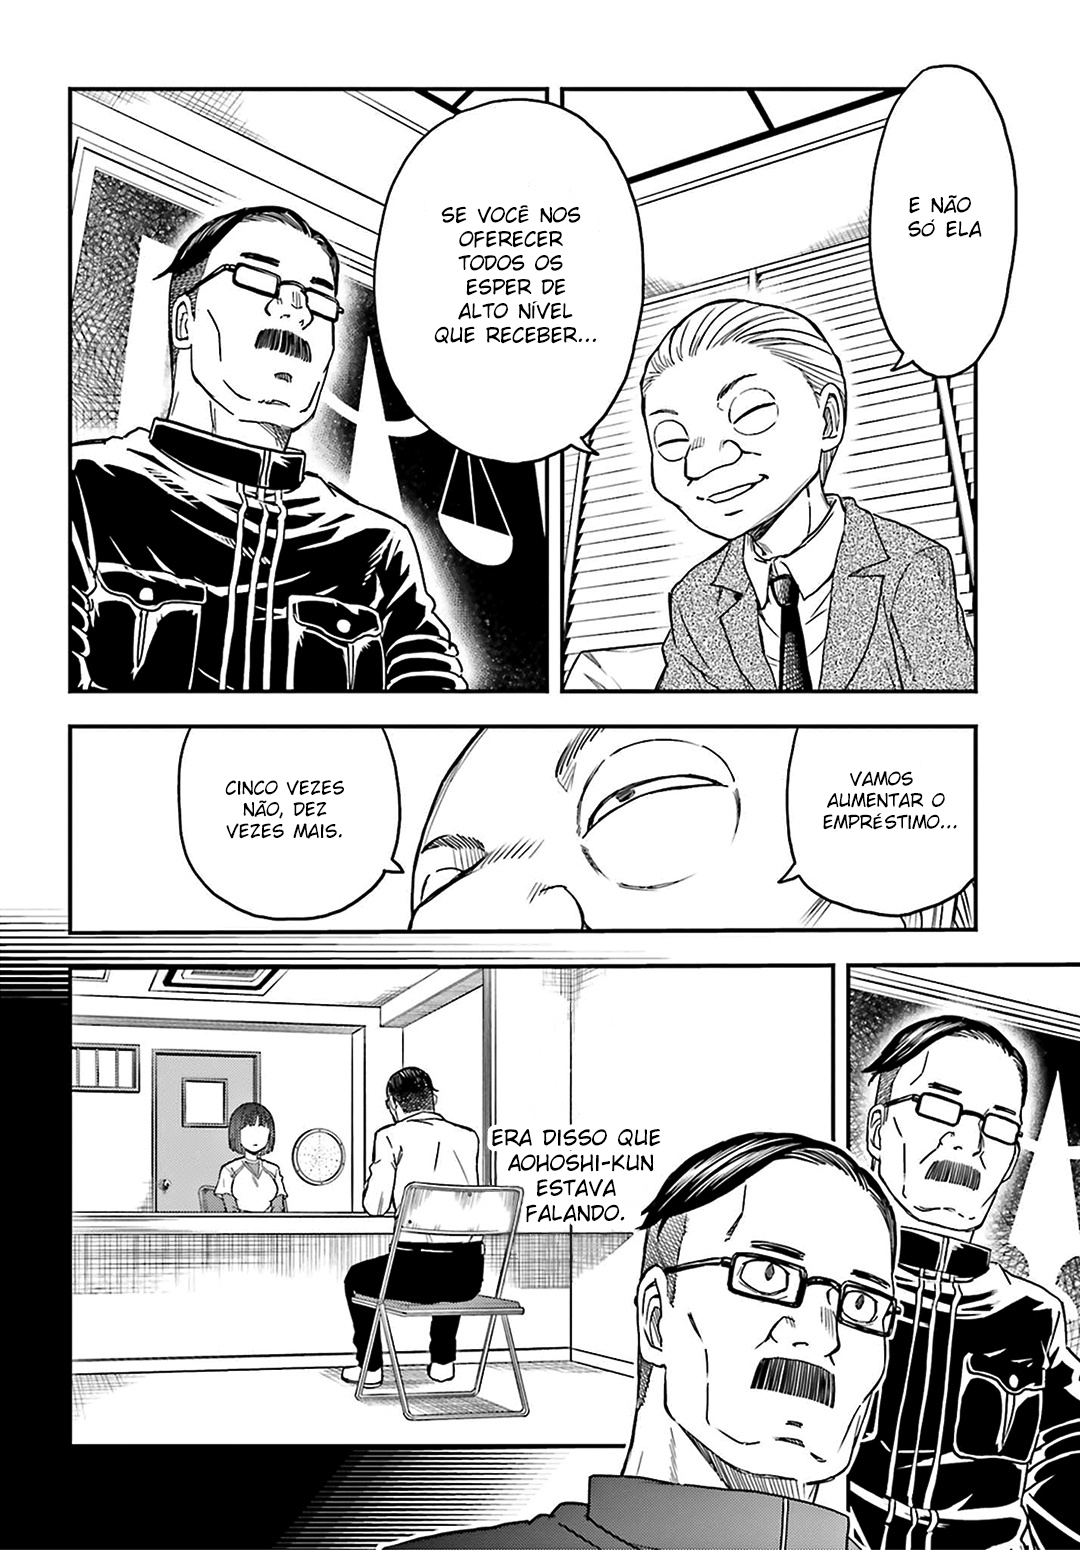 E NÃO
SÓ ELA
SE VOCÊ NOS
OFERECER
TODOS OS
ESPER DE
ALTO NÍVEL
QUE RECEBER...
VAMOS
AUMENTAR O
EMPRÉSTIMO...
CINCO VEZES
NÃO, DEZ
VEZES MAIS.
ERA DISSO QUE
AOHOSHI-KUN
ESTAVA
FALANDO.